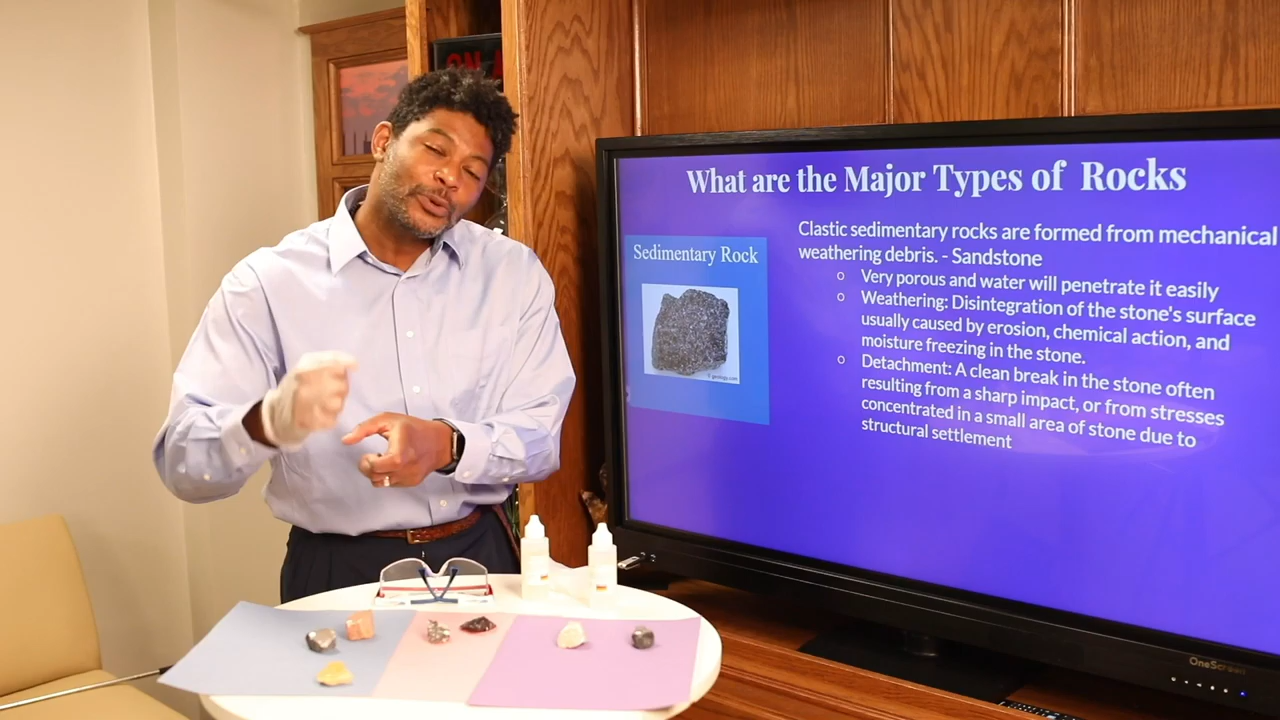 ON A
What are the Major Types of Rocks
Sedimentary Rock
© geology.com
Clastic sedimentary rocks are formed from mechanical
weathering debris. - Sandstone
o Very porous and water will penetrate it easily
o Weathering: Disintegration of the stone's surface
usually caused by erosion, chemical action, and
moisture freezing in the stone.
o Detachment: A clean break in the stone often
resulting from a sharp impact, or from stresses
concentrated in a small area of stone due to
structural settlement
OneScreen